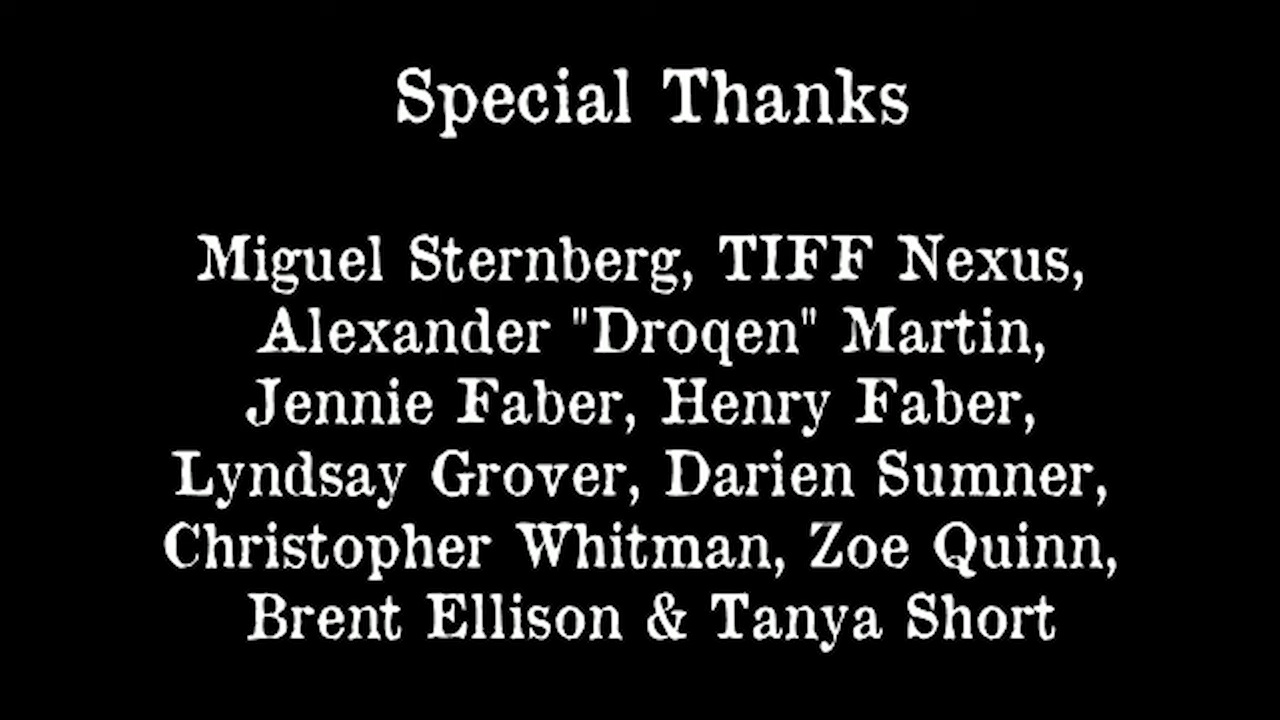 Special Thanks
Miguel Sternberg, TIFF Nexus,
Alexander "Droqen" Martin,
Jennie Faber, Henry Faber,
Lyndsay Grover, Darien Sumner,
Christopher Whitman, Zoe Quinn,
Brent Ellison & Tanya Short